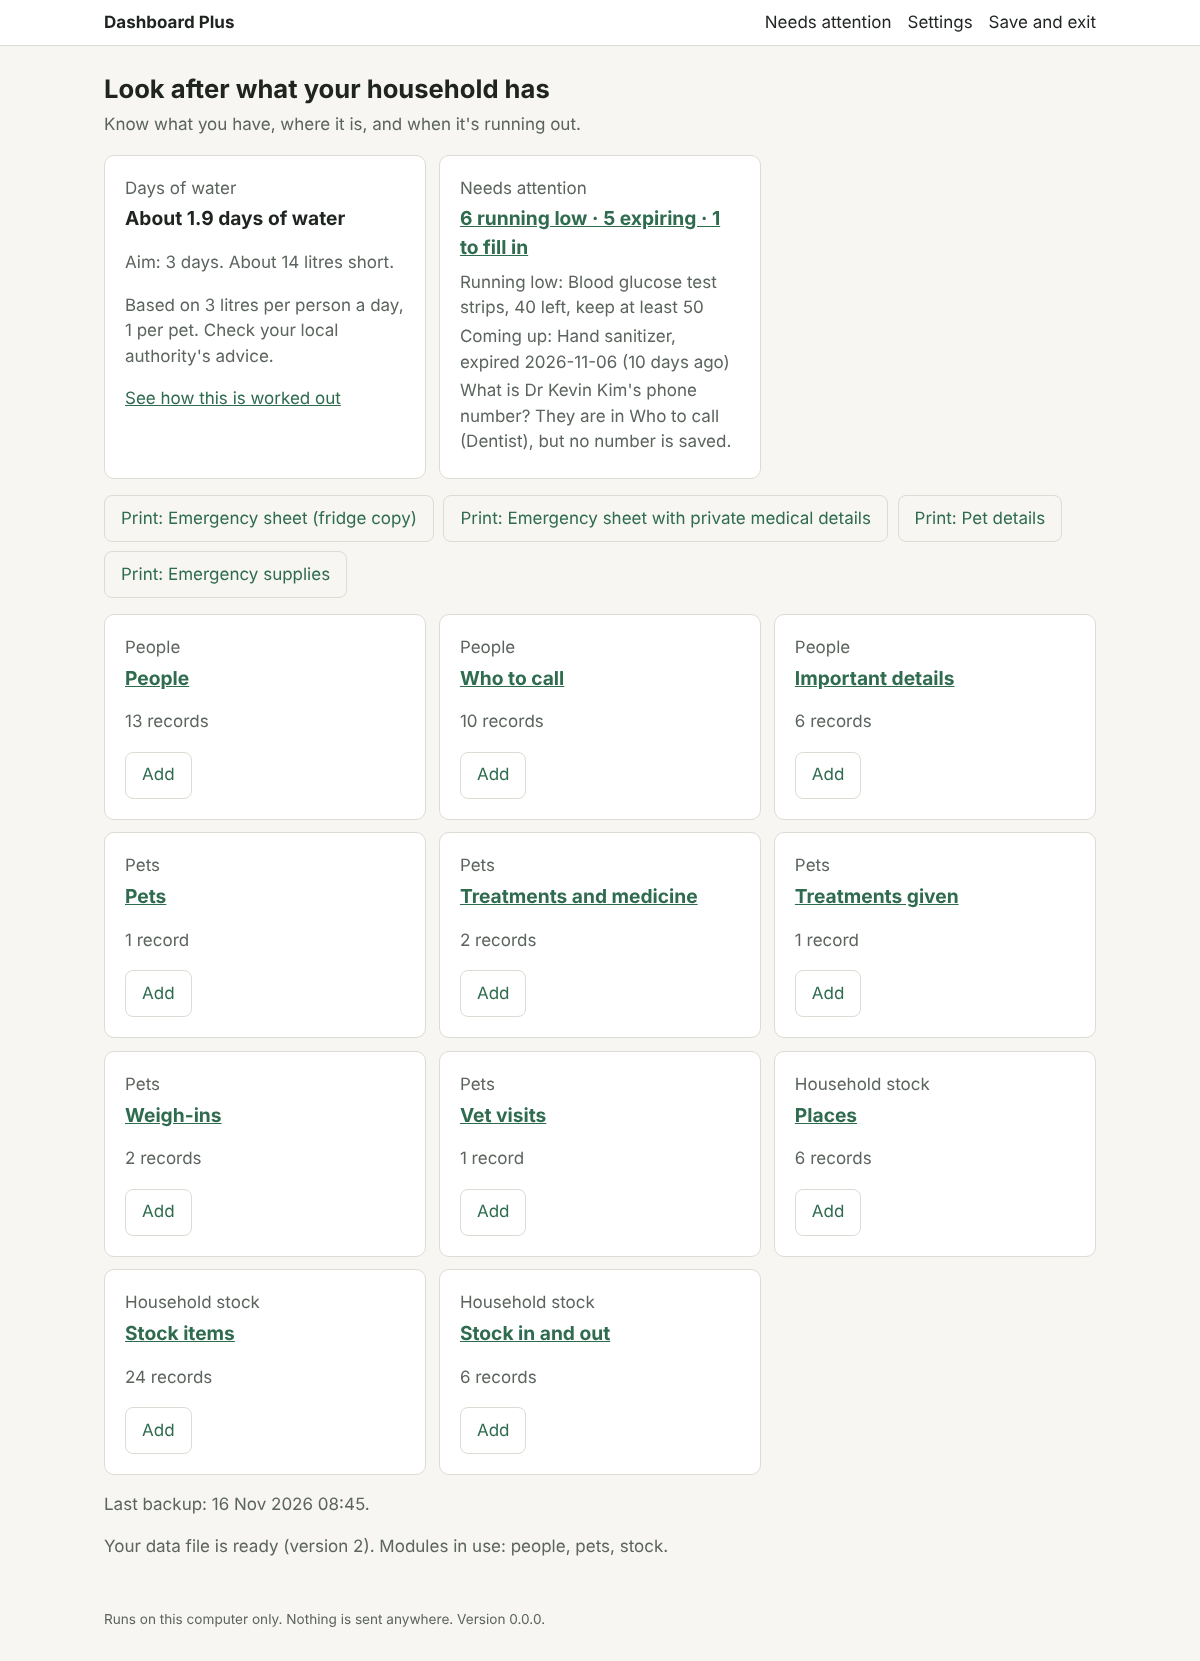 Dashboard Plus
Needs attention
Settings
Save and exit
Look after what your household has
Know what you have, where it is, and when it's running out.
Days of water
About 1.9 days of water
Aim: 3 days. About 14 litres short.
Based on 3 litres per person a day,
1 per pet. Check your local
authority's advice.
See how this is worked out
Needs attention
6 running low · 5 expiring · 1
to fill in
Running low: Blood glucose test
strips, 40 left, keep at least 50
Coming up: Hand sanitizer,
expired 2026-11-06 (10 days ago)
What is Dr Kevin Kim's phone
number? They are in Who to call
(Dentist), but no number is saved.
Print: Emergency sheet (fridge copy)
Print: Emergency sheet with private medical details
Print: Pet details
Print: Emergency supplies
People
People
13 records
Add
People
Who to call
10 records
Add
People
Important details
6 records
Add
Pets
Pets
1 record
Add
Pets
Treatments and medicine
2 records
Add
Pets
Treatments given
1 record
Add
Pets
Weigh-ins
2 records
Add
Pets
Vet visits
1 record
Add
Household stock
Places
6 records
Add
Household stock
Stock items
24 records
Add
Household stock
Stock in and out
6 records
Add
Last backup: 16 Nov 2026 08:45.
Your data file is ready (version 2). Modules in use: people, pets, stock.
Runs on this computer only. Nothing is sent anywhere. Version 0.0.0.